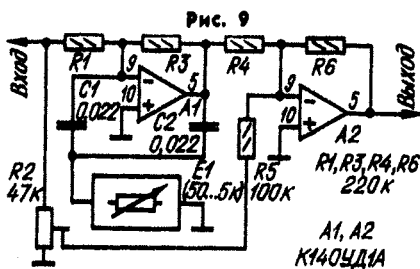 Рис. 9
Вход
R1
R3
R4
R6
9
5
10
A1
C1
0,022
C2
0,022
9
5
10
A2
Выход
R2
47к
E1
(50...5к)
R5
100к
R1, R3, R4, R6
220к
A1, A2
К140УД1А